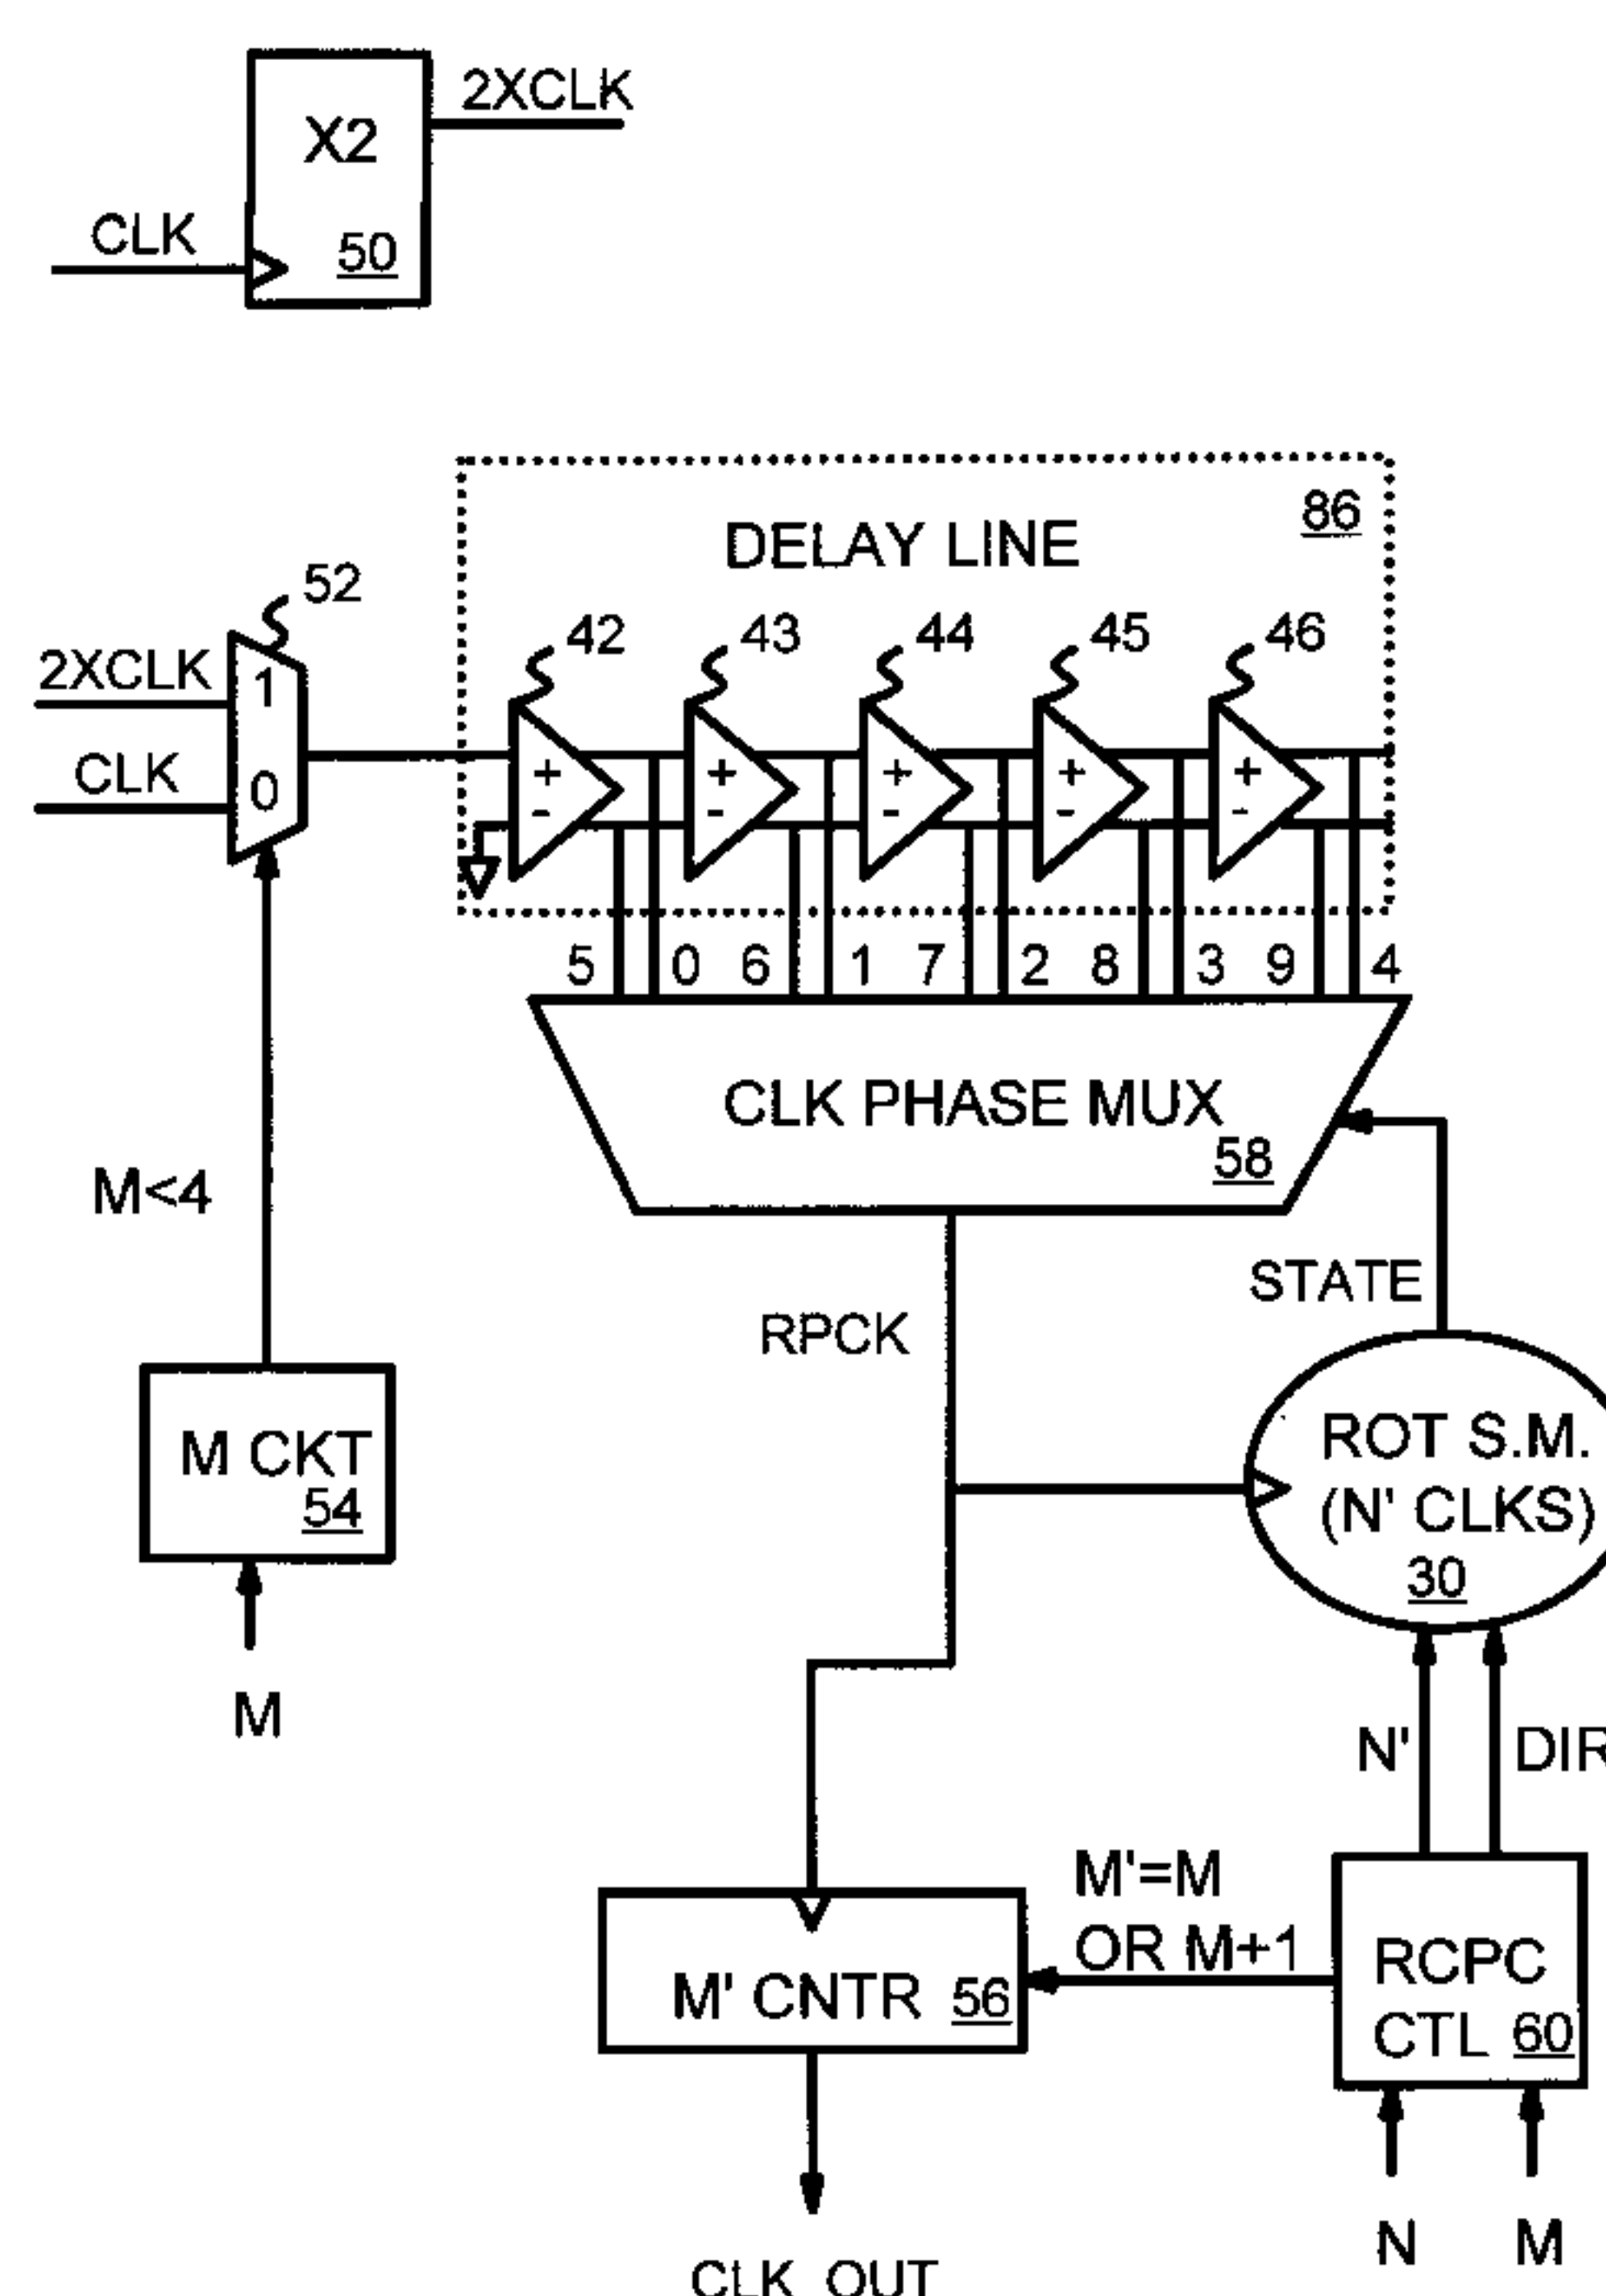 X2
2XCLK
CLK
50
86
DELAY LINE
52
42
43
44
45
46
2XCLK
1
CLK
0
+
-
+
-
+
-
+
-
+
-
5 0 6 1 7 2 8 3 9 4
CLK PHASE MUX
58
M<4
STATE
RPCK
M CKT
54
ROT S.M.
(N' CLKS)
30
M
N'
DIR
M'=M
OR M+1
M' CNTR 56
RCPC
CTL 60
N
M
CLK_OUT